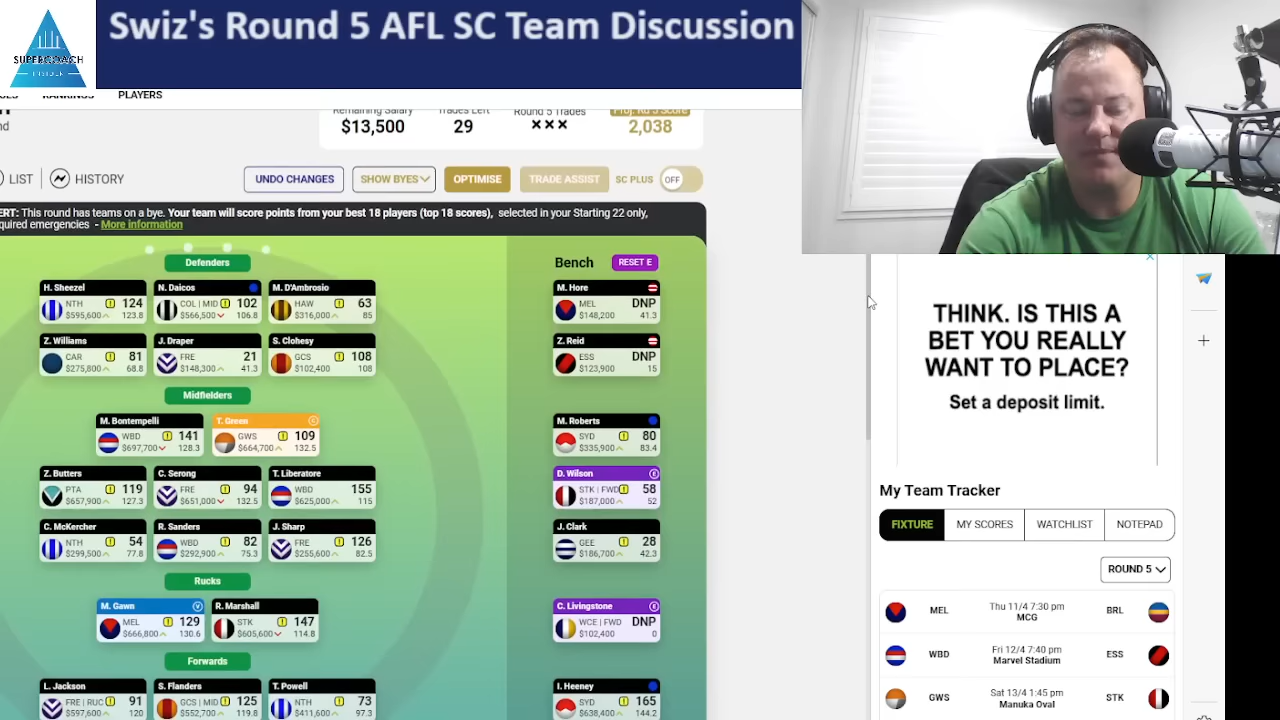 Swiz's Round 5 AFL SC Team Discussion
SUPERCOACH
RANKINGS PLAYERS
Remaining Salary Trades Left Round 5 Trades Proj. Rd 5 Score
$13,500 29 ××× 2,038
LIST HISTORY UNDO CHANGES SHOW BYES OPTIMISE TRADE ASSIST SC PLUS OFF
ERT: This round has teams on a bye. Your team will score points from your best 18 players (top 18 scores), selected in your Starting 22 only,
quired emergencies - More information
Defenders
Bench RESET E
H. Sheezel
NTH 124
$595,600 123.8
N. Daicos
COL | MID 102
$566,500 106.8
M. D'Ambrosio
HAW 63
$316,000 85
M. Hore
MEL DNP
$148,200 41.3
Z. Williams
CAR 81
$275,800 68.8
J. Draper
FRE 21
$148,300 41.3
S. Clohesy
GCS 108
$102,400 108
Z. Reid
ESS DNP
$123,900 15
Midfielders
M. Bontempelli
WBD 141
$697,700 128.3
T. Green
GWS 109
$664,700 132.5
M. Roberts
SYD 80
$335,900 83.4
Z. Butters
PTA 119
$657,900 127.3
C. Serong
FRE 94
$651,000 132.5
T. Liberatore
WBD 155
$625,000 115
D. Wilson E
STK | FWD 58
$187,000 52
C. McKercher
NTH 54
$299,500 77.8
R. Sanders
WBD 82
$292,900 75.3
J. Sharp
FRE 126
$255,600 82.5
J. Clark
GEE 28
$186,700 42.3
Rucks
M. Gawn V
MEL 129
$666,800 130.6
R. Marshall
STK 147
$605,600 114.8
C. Livingstone E
WCE | FWD DNP
$102,400 0
Forwards
L. Jackson
FRE | RUC 91
$597,600 120
S. Flanders
GCS | MID 125
$552,700 119.8
T. Powell
NTH 73
$411,600 97.3
I. Heeney
SYD 165
$638,400 144.2
THINK. IS THIS A
BET YOU REALLY
WANT TO PLACE?
Set a deposit limit.
My Team Tracker
FIXTURE MY SCORES WATCHLIST NOTEPAD
ROUND 5
MEL Thu 11/4 7:30 pm BRL
MCG
WBD Fri 12/4 7:40 pm ESS
Marvel Stadium
GWS Sat 13/4 1:45 pm STK
Manuka Oval